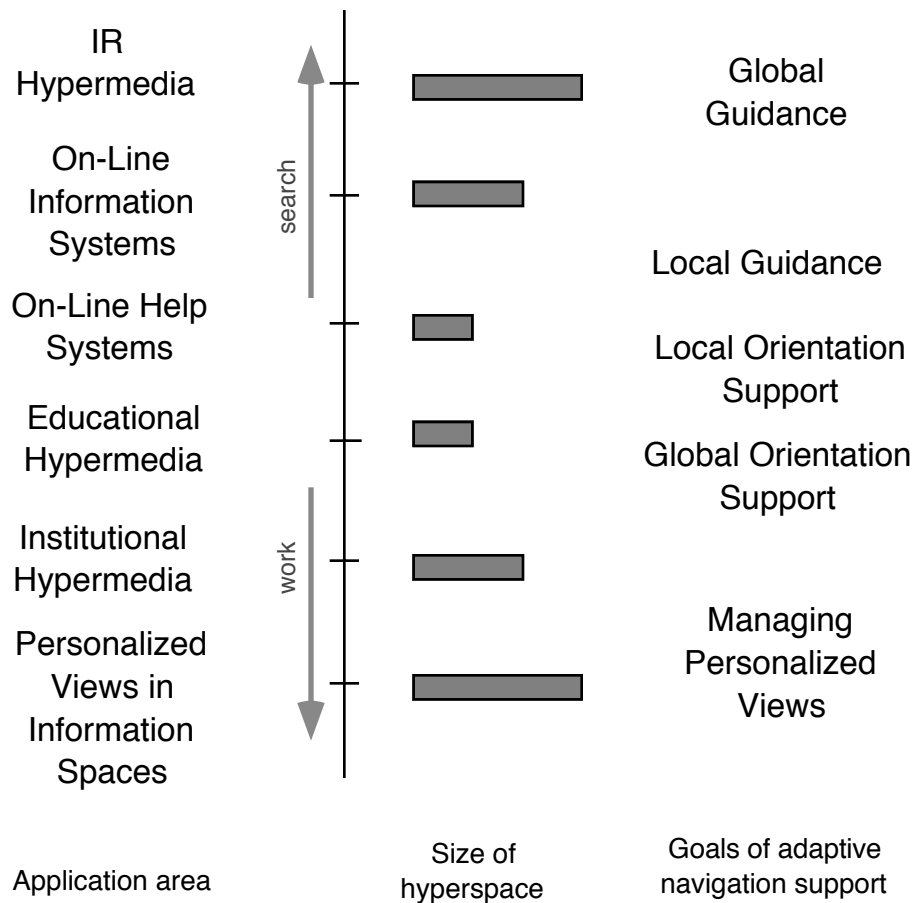 IR
Hypermedia
On-Line
Information
Systems
On-Line Help
Systems
Educational
Hypermedia
Institutional
Hypermedia
Personalized
Views in
Information
Spaces
Application area
search
work
Size of
hyperspace
Global
Guidance
Local Guidance
Local Orientation
Support
Global Orientation
Support
Managing
Personalized
Views
Goals of adaptive
navigation support